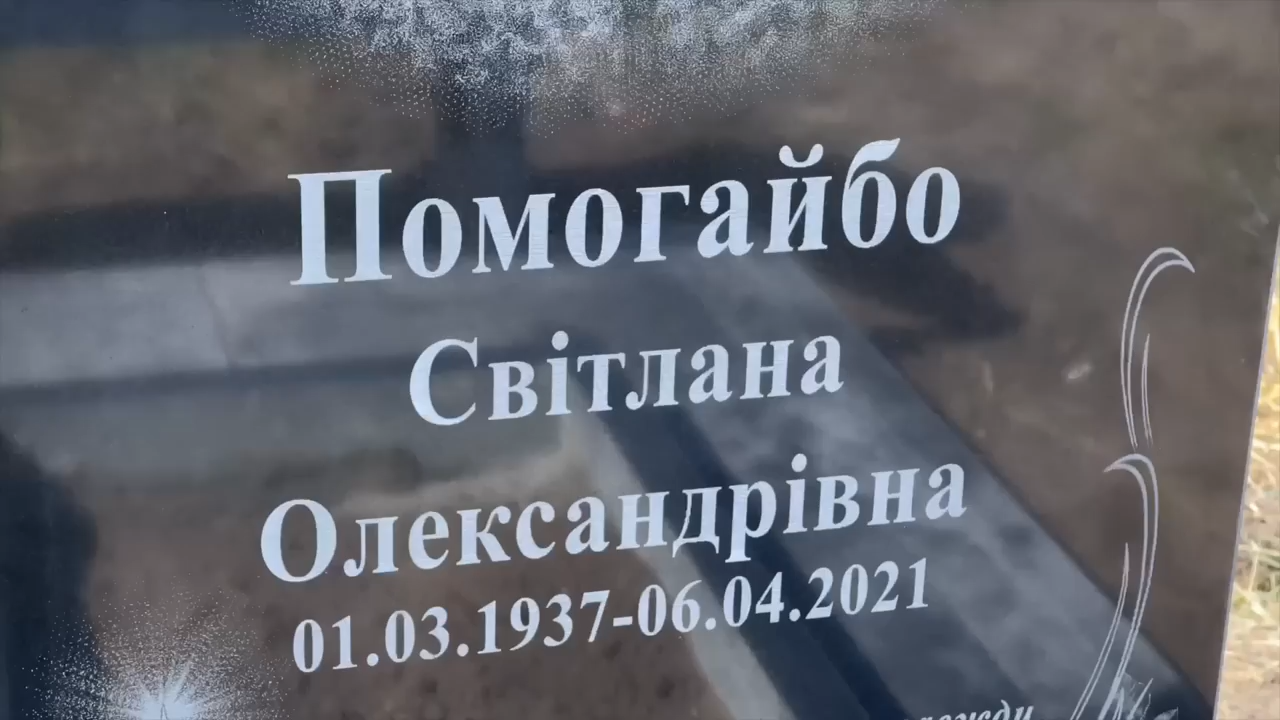 Помогайбо
Світлана
Олександрівна
01.03.1937-06.04.2021